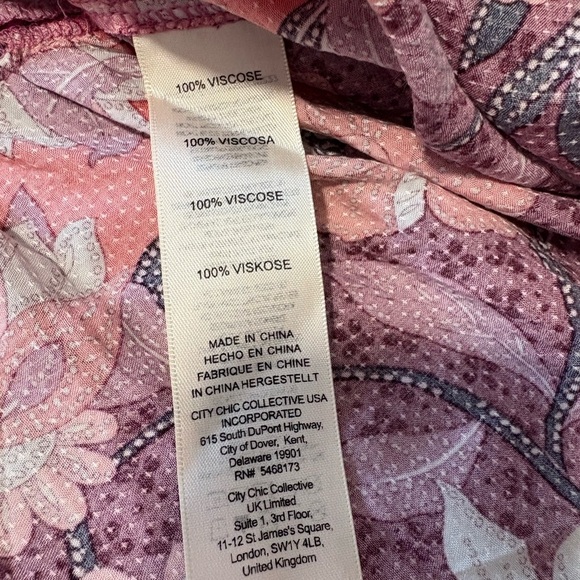 100% VISCOSE
100% VISCOSA
100% VISCOSE
100% VISKOSE
MADE IN CHINA
HECHO EN CHINA
FABRIQUE EN CHINE
IN CHINA HERGESTELLT
CITY CHIC COLLECTIVE USA
INCORPORATED
615 South DuPont Highway,
City of Dover, Kent,
Delaware 19901
RN# 5468173
City Chic Collective
UK Limited
Suite 1, 3rd Floor,
11-12 St James's Square,
London, SW1Y 4LB,
United Kingdom